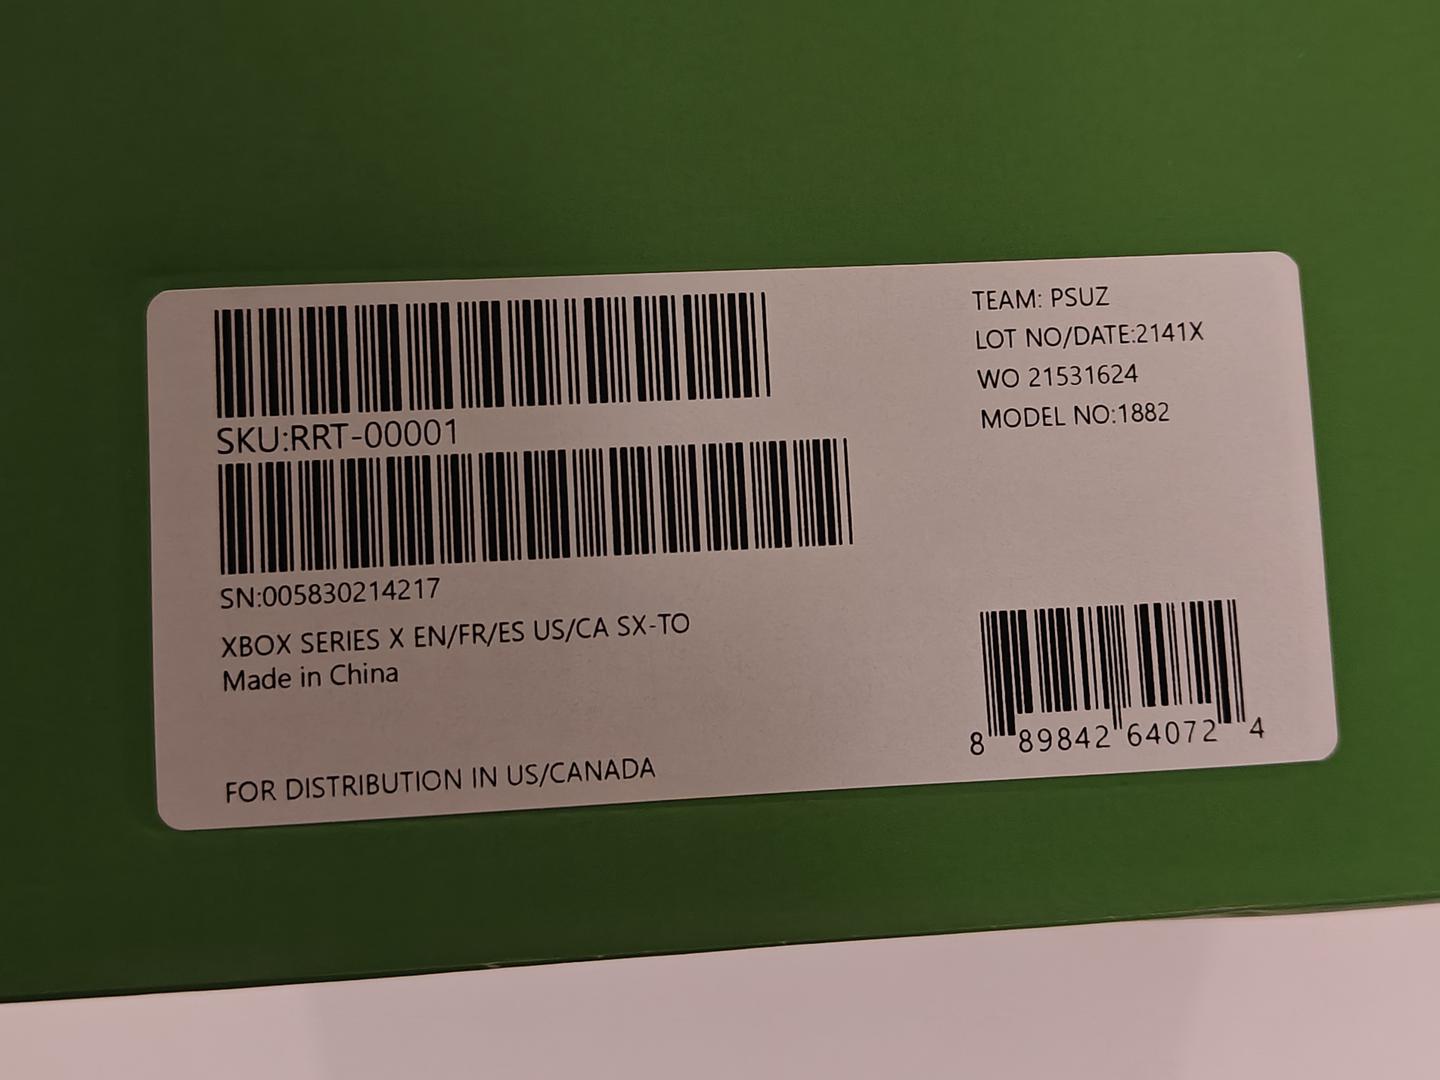 SKU:RRT-00001
SN:005830214217
XBOX SERIES X EN/FR/ES US/CA SX-TO
Made in China
FOR DISTRIBUTION IN US/CANADA
TEAM: PSUZ
LOT NO/DATE:2141X
WO 21531624
MODEL NO:1882
8 89842 64072 4